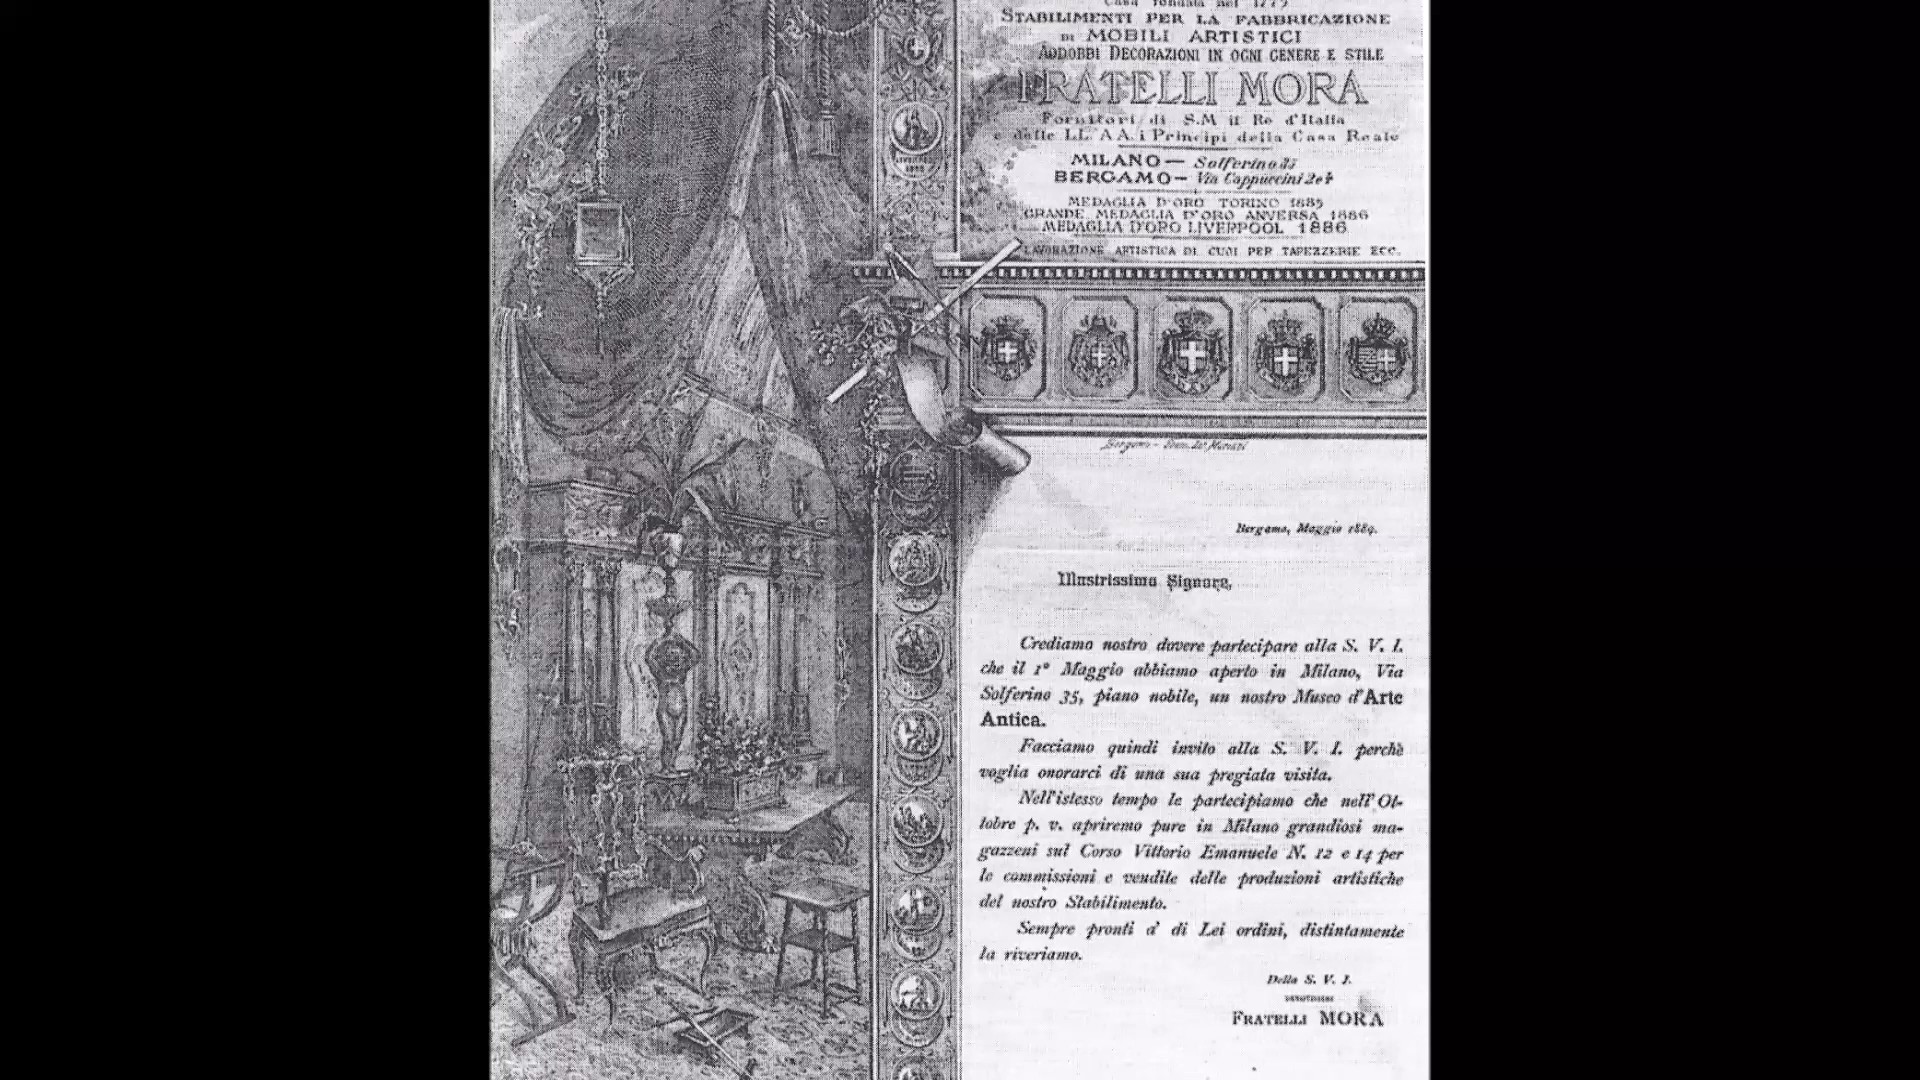 Casa fondata nel 1775
STABILIMENTI PER LA FABBRICAZIONE
DI MOBILI ARTISTICI
ADDOBBI DECORAZIONI IN OGNI GENERE E STILE
FRATELLI MORA
Fornitori di S.M il Re d'Italia
e delle LL. AA. i Principi della Casa Reale
MILANO — Solferino 35
BERGAMO — Via Cappuccini 2 e 4
MEDAGLIA D'ORO TORINO 1885
GRANDE MEDAGLIA D'ORO ANVERSA 1886
MEDAGLIA D'ORO LIVERPOOL 1886
LAVORAZIONE ARTISTICA DI CUOI PER TAPEZZERIE ECC.
Bergamo
Bergamo, Maggio 1889.
Illustrissimo Signore,
Crediamo nostro dovere partecipare alla S. V. I.
che il 1° Maggio abbiamo aperto in Milano, Via
Solferino 35, piano nobile, un nostro Museo d'Arte
Antica.
Facciamo quindi invito alla S. V. I. perchè
voglia onorarci di una sua pregiata visita.
Nell'istesso tempo le partecipiamo che nell'Ot-
tobre p. v. apriremo pure in Milano grandiosi ma-
gazzeni sul Corso Vittorio Emanuele N. 12 e 14 per
le commissioni e vendite delle produzioni artistiche
del nostro Stabilimento.
Sempre pronti a' di Lei ordini, distintamente
la riveriamo.
Della S. V. I.
FRATELLI MORA